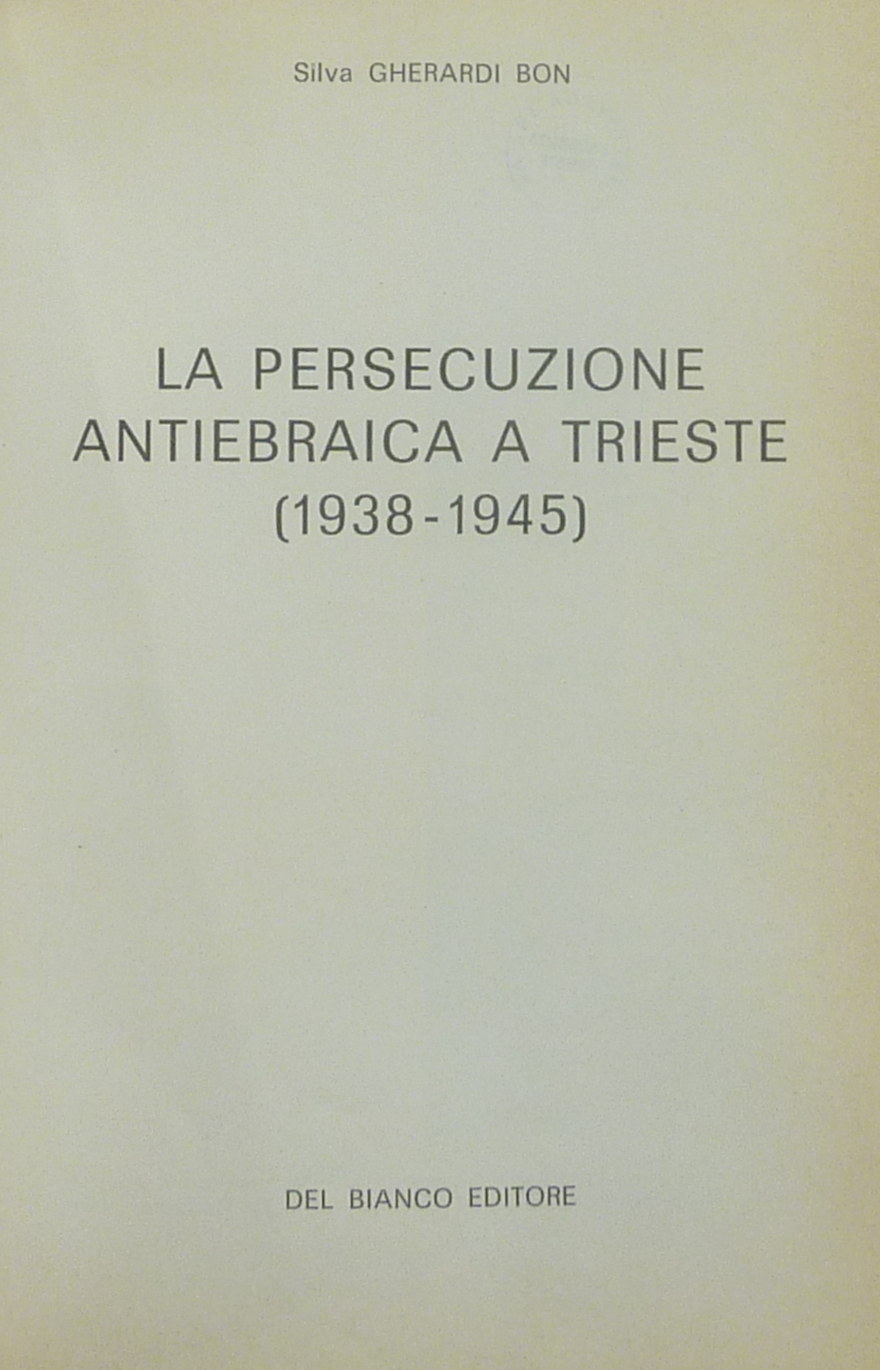 Silva GHERARDI BON
LA PERSECUZIONE
ANTIEBRAICA A TRIESTE
(1938-1945)
DEL BIANCO EDITORE